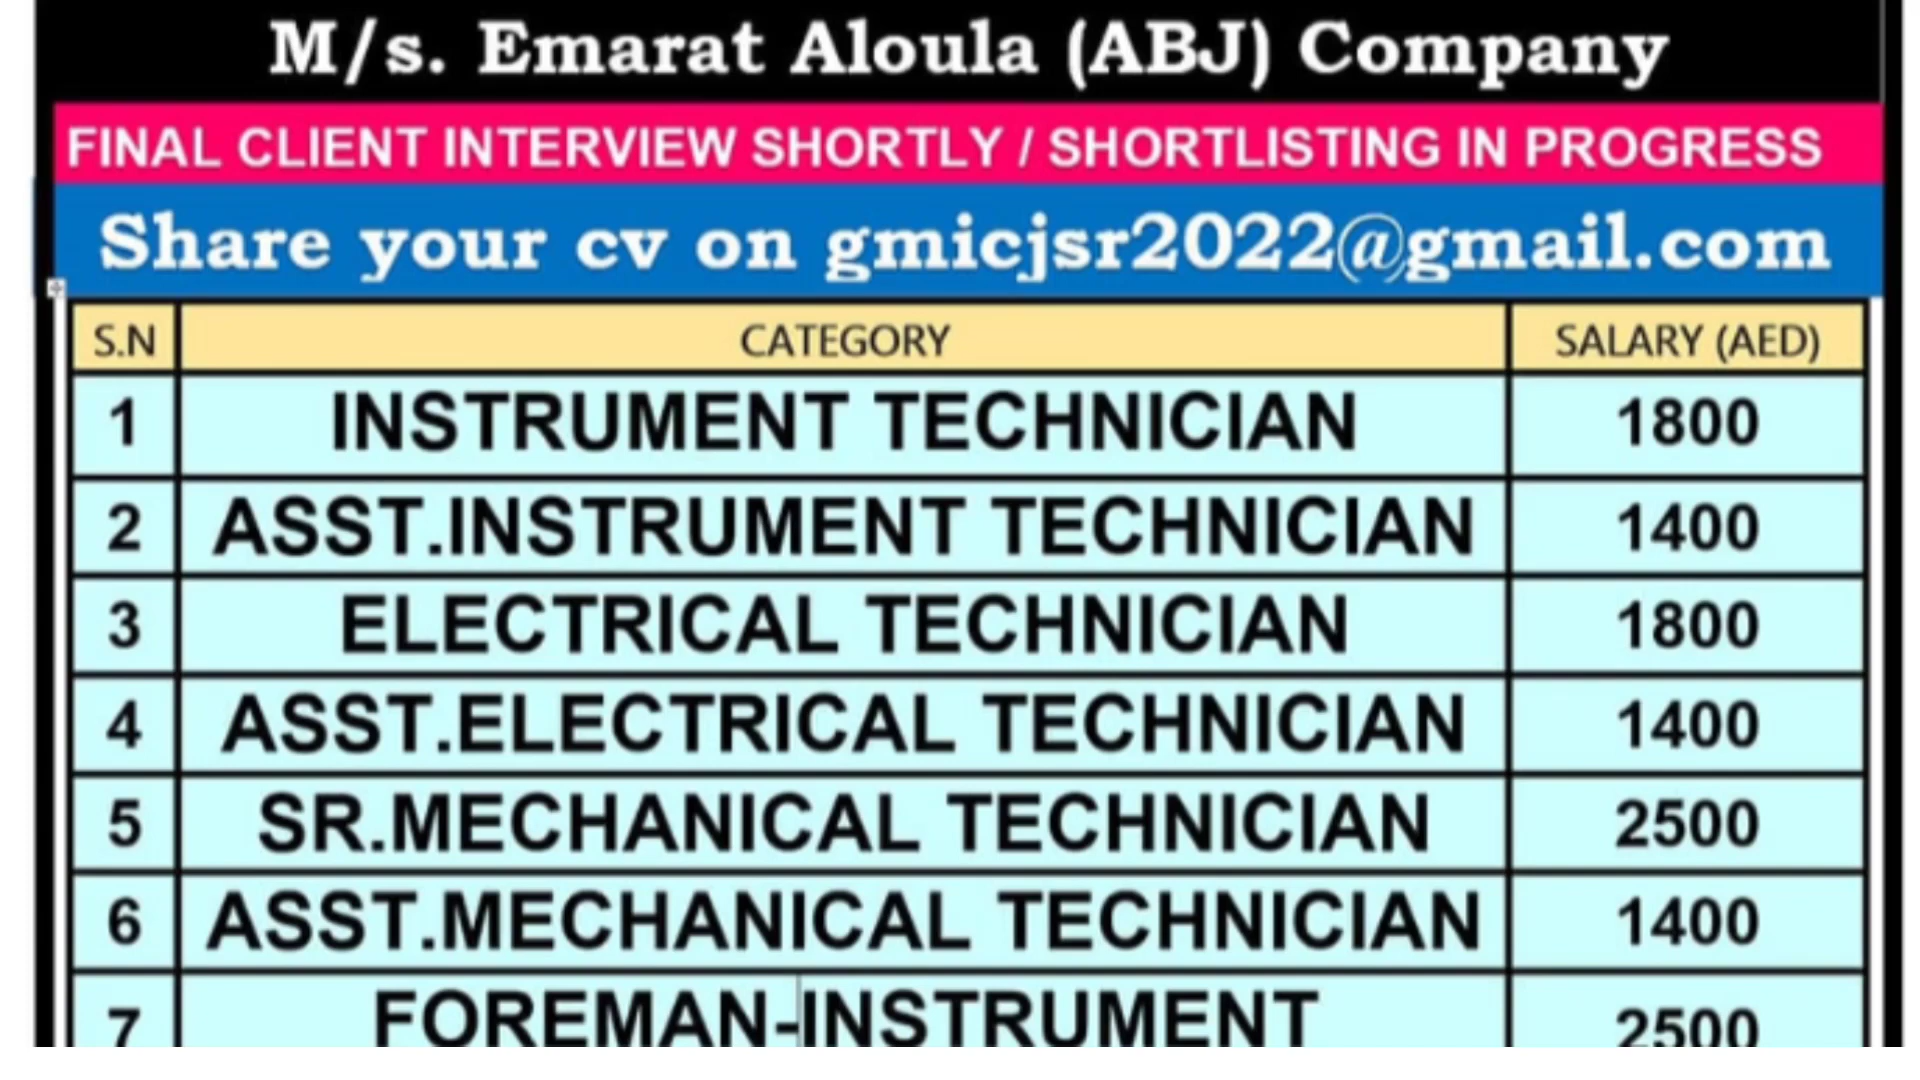 M/s. Emarat Aloula (ABJ) Company
FINAL CLIENT INTERVIEW SHORTLY / SHORTLISTING IN PROGRESS
Share your cv on gmicjsr2022@gmail.com
S.N CATEGORY SALARY (AED)
1 INSTRUMENT TECHNICIAN 1800
2 ASST.INSTRUMENT TECHNICIAN 1400
3 ELECTRICAL TECHNICIAN 1800
4 ASST.ELECTRICAL TECHNICIAN 1400
5 SR.MECHANICAL TECHNICIAN 2500
6 ASST.MECHANICAL TECHNICIAN 1400
7 FOREMAN-INSTRUMENT 2500